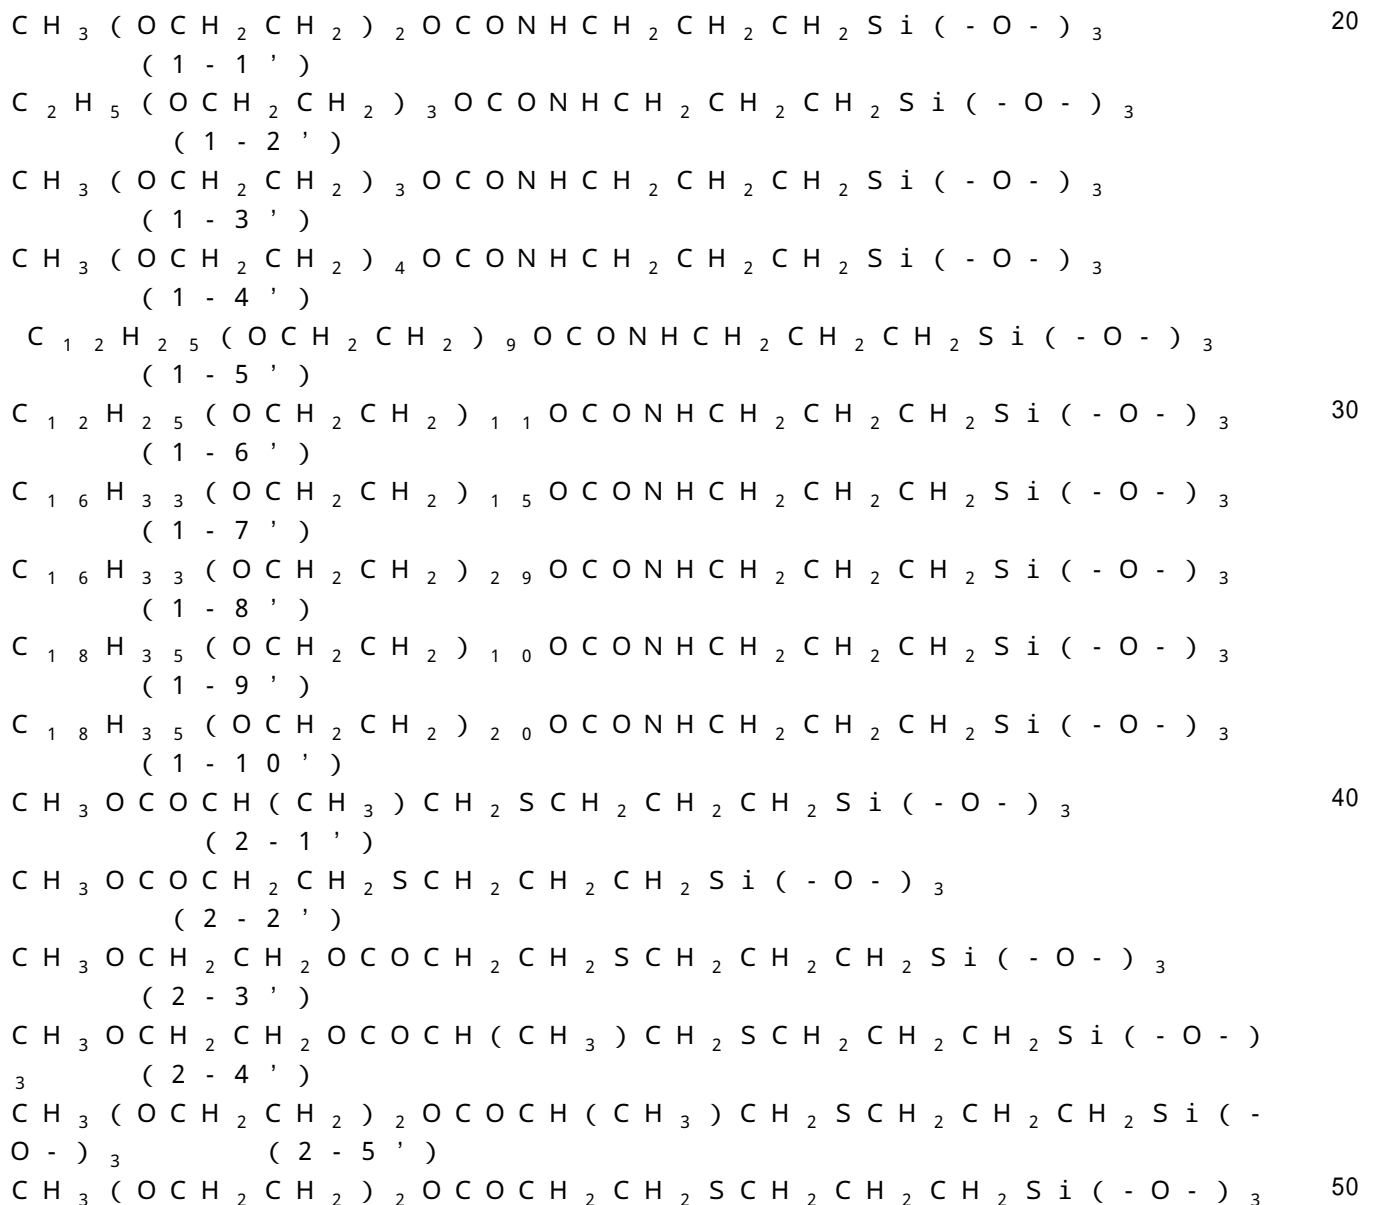 CH₃(OCH₂CH₂)₂OCONHCH₂CH₂CH₂Si(-O-)₃ 20
(1-1’)
C₂H₅(OCH₂CH₂)₃OCONHCH₂CH₂CH₂Si(-O-)₃
(1-2’)
CH₃(OCH₂CH₂)₃OCONHCH₂CH₂CH₂Si(-O-)₃
(1-3’)
CH₃(OCH₂CH₂)₄OCONHCH₂CH₂CH₂Si(-O-)₃
(1-4’)
C₁₂H₂₅(OCH₂CH₂)₉OCONHCH₂CH₂CH₂Si(-O-)₃
(1-5’)
C₁₂H₂₅(OCH₂CH₂)₁₁OCONHCH₂CH₂CH₂Si(-O-)₃ 30
(1-6’)
C₁₆H₃₃(OCH₂CH₂)₁₅OCONHCH₂CH₂CH₂Si(-O-)₃
(1-7’)
C₁₆H₃₃(OCH₂CH₂)₂₉OCONHCH₂CH₂CH₂Si(-O-)₃
(1-8’)
C₁₈H₃₅(OCH₂CH₂)₁₀OCONHCH₂CH₂CH₂Si(-O-)₃
(1-9’)
C₁₈H₃₅(OCH₂CH₂)₂₀OCONHCH₂CH₂CH₂Si(-O-)₃
(1-10’)
CH₃OCOCH(CH₃)CH₂SCH₂CH₂CH₂Si(-O-)₃ 40
(2-1’)
CH₃OCOCH₂CH₂SCH₂CH₂CH₂Si(-O-)₃
(2-2’)
CH₃OCH₂CH₂OCOCH₂CH₂SCH₂CH₂CH₂Si(-O-)₃
(2-3’)
CH₃OCH₂CH₂OCOCH(CH₃)CH₂SCH₂CH₂CH₂Si(-O-)
₃ (2-4’)
CH₃(OCH₂CH₂)₂OCOCH(CH₃)CH₂SCH₂CH₂CH₂Si(-
O-)₃ (2-5’)
CH₃(OCH₂CH₂)₂OCOCH₂CH₂SCH₂CH₂CH₂Si(-O-)₃ 50